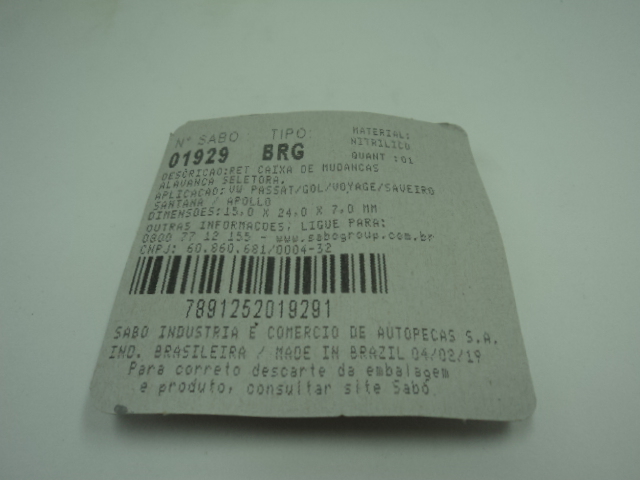 Nº SABO TIPO: MATERIAL:
NITRILICO
01929 BRG QUANT :01
DESCRICAO:RET CAIXA DE MUDANCAS
ALAVANCA SELETORA.
APLICACAO:VW PASSAT/GOL/VOYAGE/SAVEIRO
SANTANA / APOLLO
DIMENSOES:15,0 X 24,0 X 7,0 MM
OUTRAS INFORMACOES, LIGUE PARA:
0800 77 12 155 - www.sabogroup.com.br
CNPJ: 60.860.681/0004-32
7891252019291
SABO INDUSTRIA E COMERCIO DE AUTOPECAS S.A.
IND. BRASILEIRA / MADE IN BRAZIL 04/02/19
Para correto descarte da embalagem
e produto, consultar site Sabó